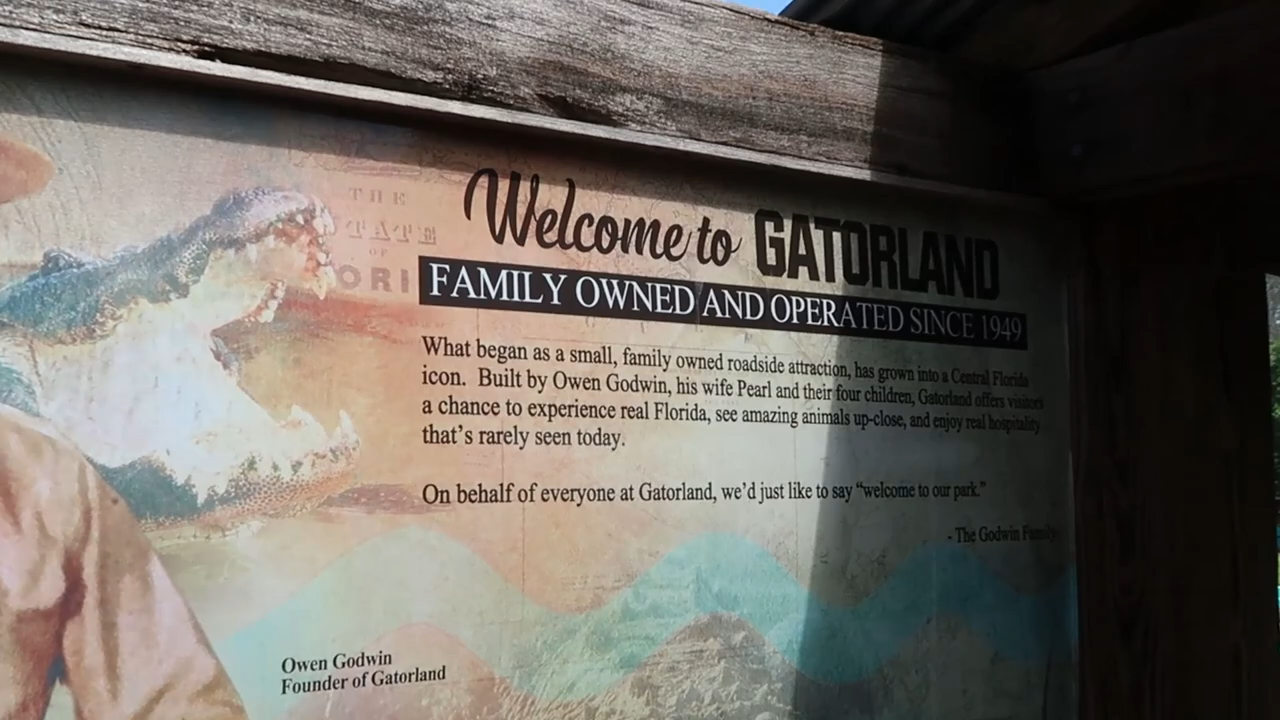 THE
STATE
OF
Welcome to GATORLAND
FAMILY OWNED AND OPERATED SINCE 1949
What began as a small, family owned roadside attraction, has grown into a Central Florida
icon. Built by Owen Godwin, his wife Pearl and their four children, Gatorland offers visitors
a chance to experience real Florida, see amazing animals up-close, and enjoy real hospitality
that's rarely seen today.
On behalf of everyone at Gatorland, we'd just like to say “welcome to our park.”
- The Godwin Family
Owen Godwin
Founder of Gatorland